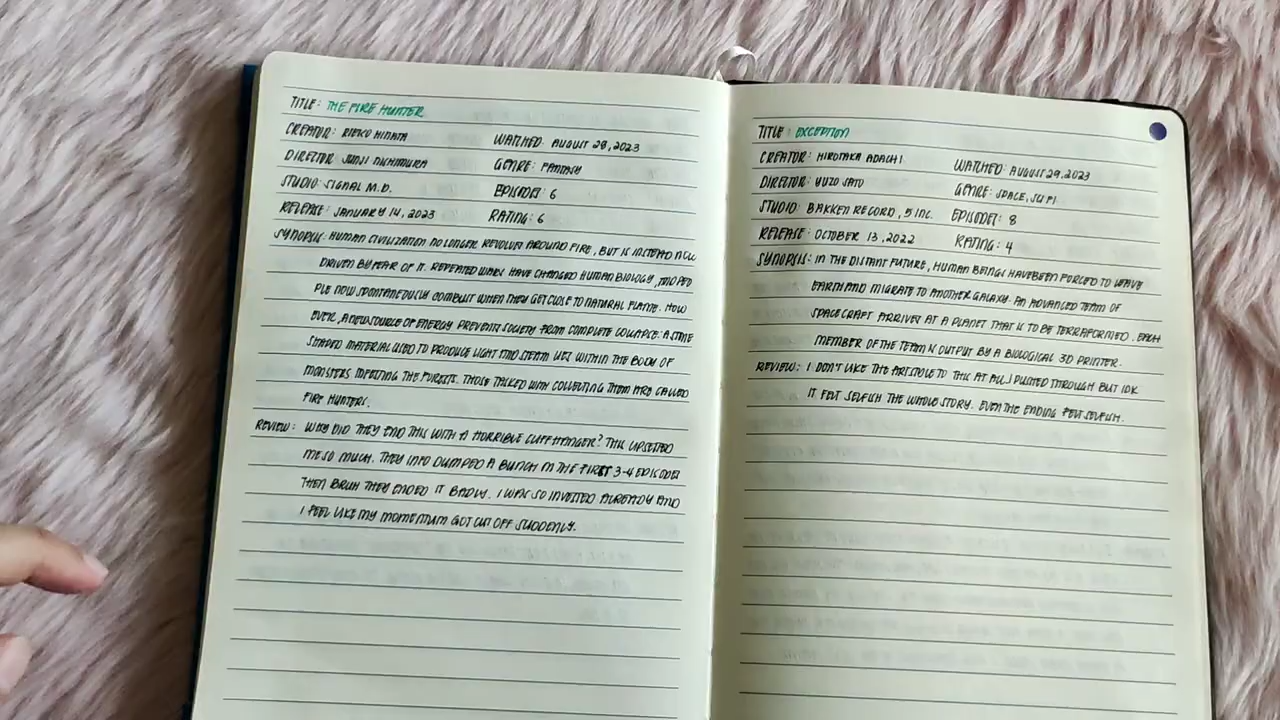 TITLE: THE FIRE HUNTER
CREATOR: RIEKO HINATA WATCHED: AUGUST 28, 2023
DIRECTOR: JUNJI NISHIMURA GENRE: FANTASY
STUDIO: SIGNAL M.D. EPISODES: 6
RELEASE: JANUARY 14, 2023 RATING: 6
SYNOPSIS: HUMAN CIVILIZATION NO LONGER REVOLVES AROUND FIRE, BUT IS INSTEAD NOW
DRIVEN BY FEAR OF IT. REPEATED WARS HAVE CHANGED HUMAN BIOLOGY, AND PEO
PLE NOW SPONTANEOUSLY COMBUST WHEN THEY GET CLOSE TO NATURAL FLAME. HOW
EVER, A NEW SOURCE OF ENERGY PREVENTS SOCIETY FROM COMPLETE COLLAPSE: A
SHAPED MATERIAL USED TO PRODUCE LIGHT AND STEAM LIES WITHIN THE BODY OF
MONSTERS INFESTING THE FORESTS. THOSE TASKED WITH COLLECTING THEM ARE CALLED
FIRE HUNTERS.
REVIEW: WHY DID THEY END THIS WITH A HORRIBLE CLIFFHANGER? THIS UPSETTED
ME SO MUCH. THEY INFO DUMPED A BUNCH IN THE FIRST 3-4 EPISODES
THEN BRUH THEY ENDED IT BADLY. I WAS SO INVESTED ALREADY AND
I FEEL LIKE MY MOMENTUM GOT CUT OFF SUDDENLY.
TITLE: EXCEPTION
CREATOR: HIROTAKA ADACHI WATCHED: AUGUST 29, 2023
DIRECTOR: YUZO SATO GENRE: SPACE, SCI FI
STUDIO: BAKKEN RECORD, 5 INC. EPISODES: 8
RELEASE: OCTOBER 13, 2022 RATING: 4
SYNOPSIS: IN THE DISTANT FUTURE, HUMAN BEINGS HAVE BEEN FORCED TO LEAVE
EARTH AND MIGRATE TO ANOTHER GALAXY. AN ADVANCED TEAM OF
SPACECRAFT ARRIVES AT A PLANET THAT IS TO BE TERRAFORMED. EACH
MEMBER OF THE TEAM IS OUTPUT BY A BIOLOGICAL 3D PRINTER.
REVIEW: I DON'T LIKE THE ARTSTYLE TO THIS AT ALL. I PUSHED THROUGH BUT IDK
IT FELT SELFISH THE WHOLE STORY. EVEN THE ENDING FELT SELFISH.